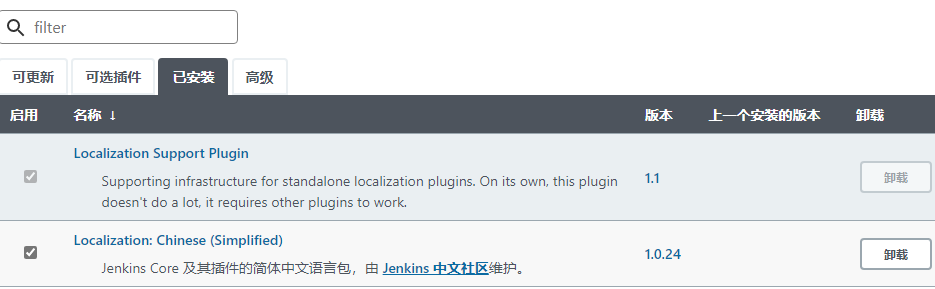 filter
可更新 可选插件 已安装 高级
启用 名称 ↓ 版本 上一个安装的版本 卸载
Localization Support Plugin
Supporting infrastructure for standalone localization plugins. On its own, this plugin
doesn't do a lot, it requires other plugins to work.
1.1 卸载
Localization: Chinese (Simplified)
Jenkins Core 及其插件的简体中文语言包，由 Jenkins 中文社区维护。
1.0.24 卸载